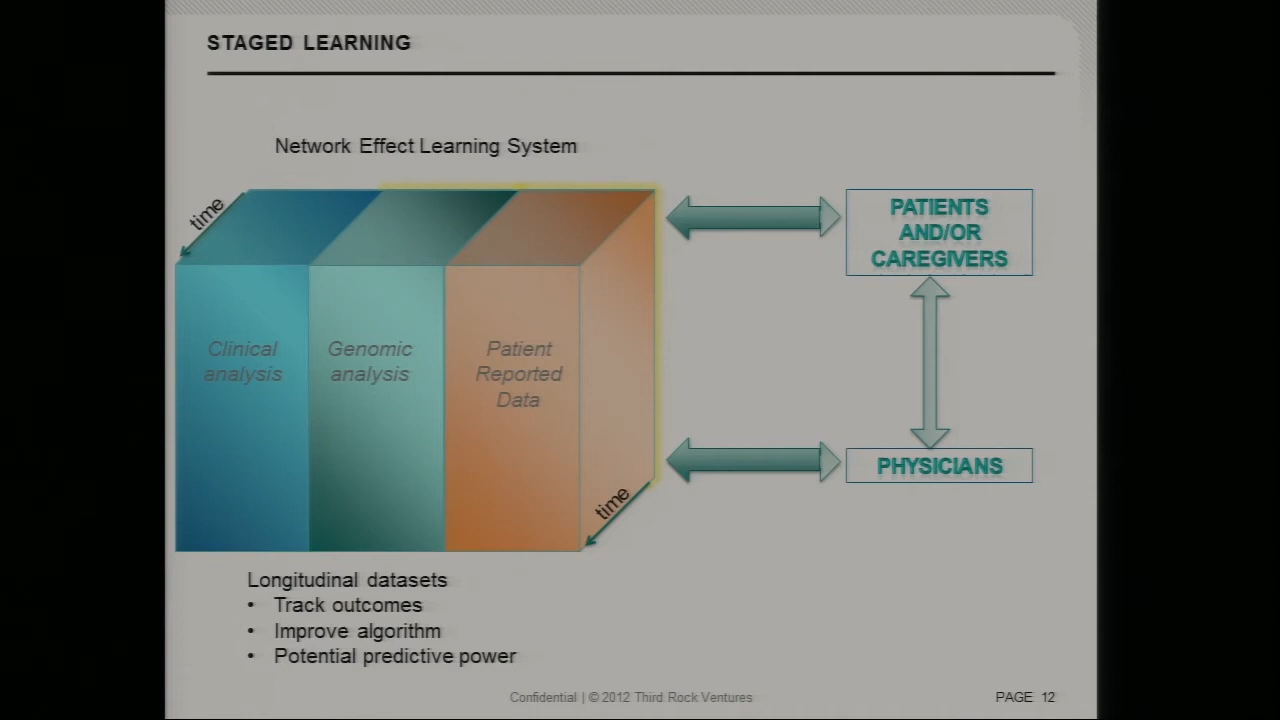 STAGED LEARNING
Network Effect Learning System
time
Clinical
analysis
Genomic
analysis
Patient
Reported
Data
time
PATIENTS
AND/OR
CAREGIVERS
PHYSICIANS
Longitudinal datasets
• Track outcomes
• Improve algorithm
• Potential predictive power
Confidential | © 2012 Third Rock Ventures
PAGE 12